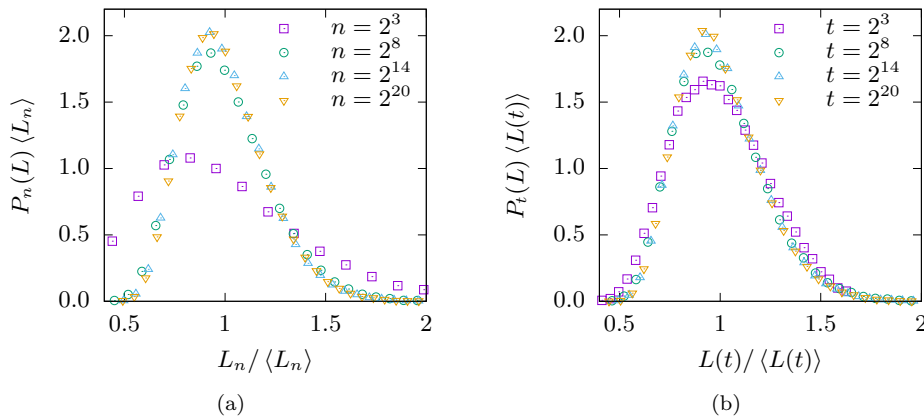 2.0
1.5
1.0
0.5
0.0
P_n(L) ⟨L_n⟩
n = 2^3
n = 2^8
n = 2^14
n = 2^20
0.5 1 1.5 2
L_n/ ⟨L_n⟩
(a)
2.0
1.5
1.0
0.5
0.0
P_t(L) ⟨L(t)⟩
t = 2^3
t = 2^8
t = 2^14
t = 2^20
0.5 1 1.5 2
L(t)/ ⟨L(t)⟩
(b)